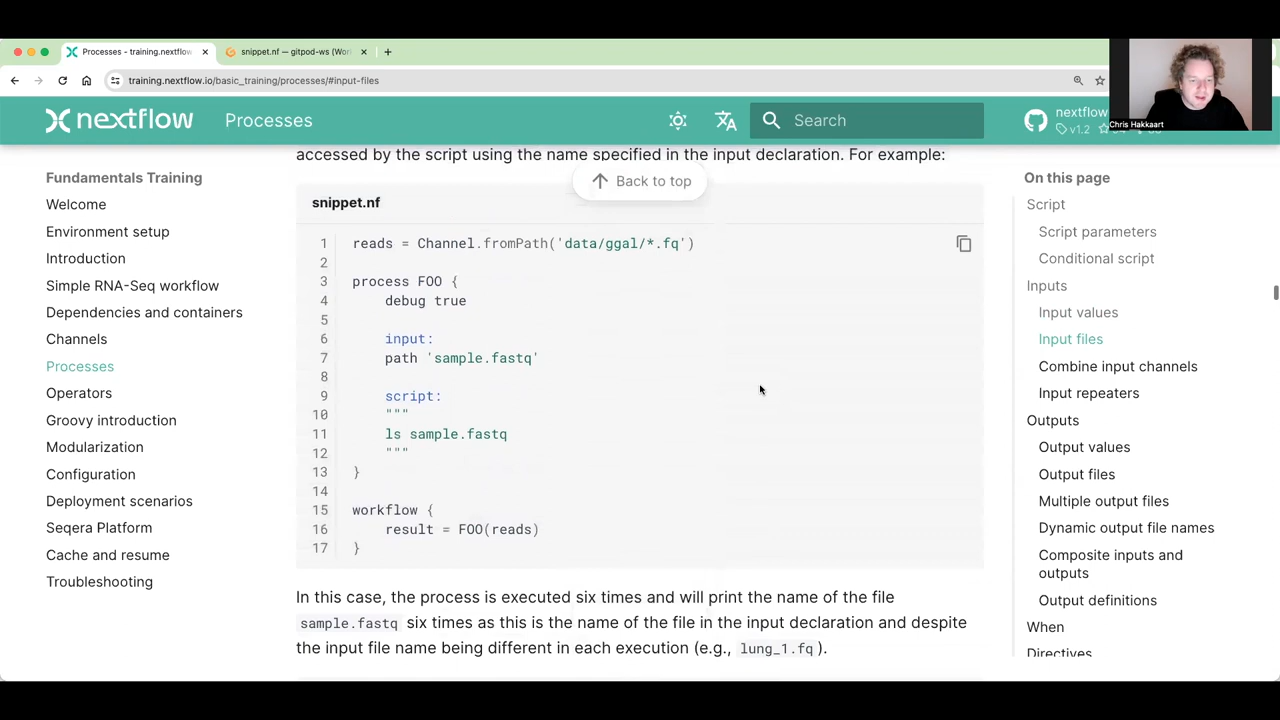 Processes - training.nextflow
snippet.nf — gitpod-ws (Wor
training.nextflow.io/basic_training/processes/#input-files
Chris Hakkaart
nextflow
Processes
Search
nextflow
v1.2
Fundamentals Training
Welcome
Environment setup
Introduction
Simple RNA-Seq workflow
Dependencies and containers
Channels
Processes
Operators
Groovy introduction
Modularization
Configuration
Deployment scenarios
Seqera Platform
Cache and resume
Troubleshooting
accessed by the script using the name specified in the input declaration. For example:
Back to top
snippet.nf
1 reads = Channel.fromPath('data/ggal/*.fq')
2
3 process FOO {
4 debug true
5
6 input:
7 path 'sample.fastq'
8
9 script:
10 """
11 ls sample.fastq
12 """
13 }
14
15 workflow {
16 result = FOO(reads)
17 }
In this case, the process is executed six times and will print the name of the file
sample.fastq six times as this is the name of the file in the input declaration and despite
the input file name being different in each execution (e.g., lung_1.fq ).
On this page
Script
Script parameters
Conditional script
Inputs
Input values
Input files
Combine input channels
Input repeaters
Outputs
Output values
Output files
Multiple output files
Dynamic output file names
Composite inputs and
outputs
Output definitions
When
Directives